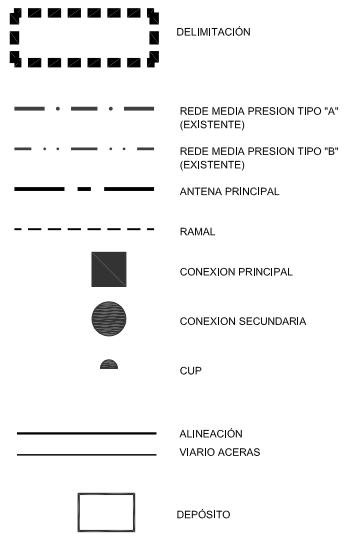 DELIMITACIÓN
REDE MEDIA PRESION TIPO "A"
(EXISTENTE)
REDE MEDIA PRESION TIPO "B"
(EXISTENTE)
ANTENA PRINCIPAL
RAMAL
CONEXION PRINCIPAL
CONEXION SECUNDARIA
CUP
ALINEACIÓN
VIARIO ACERAS
DEPÓSITO